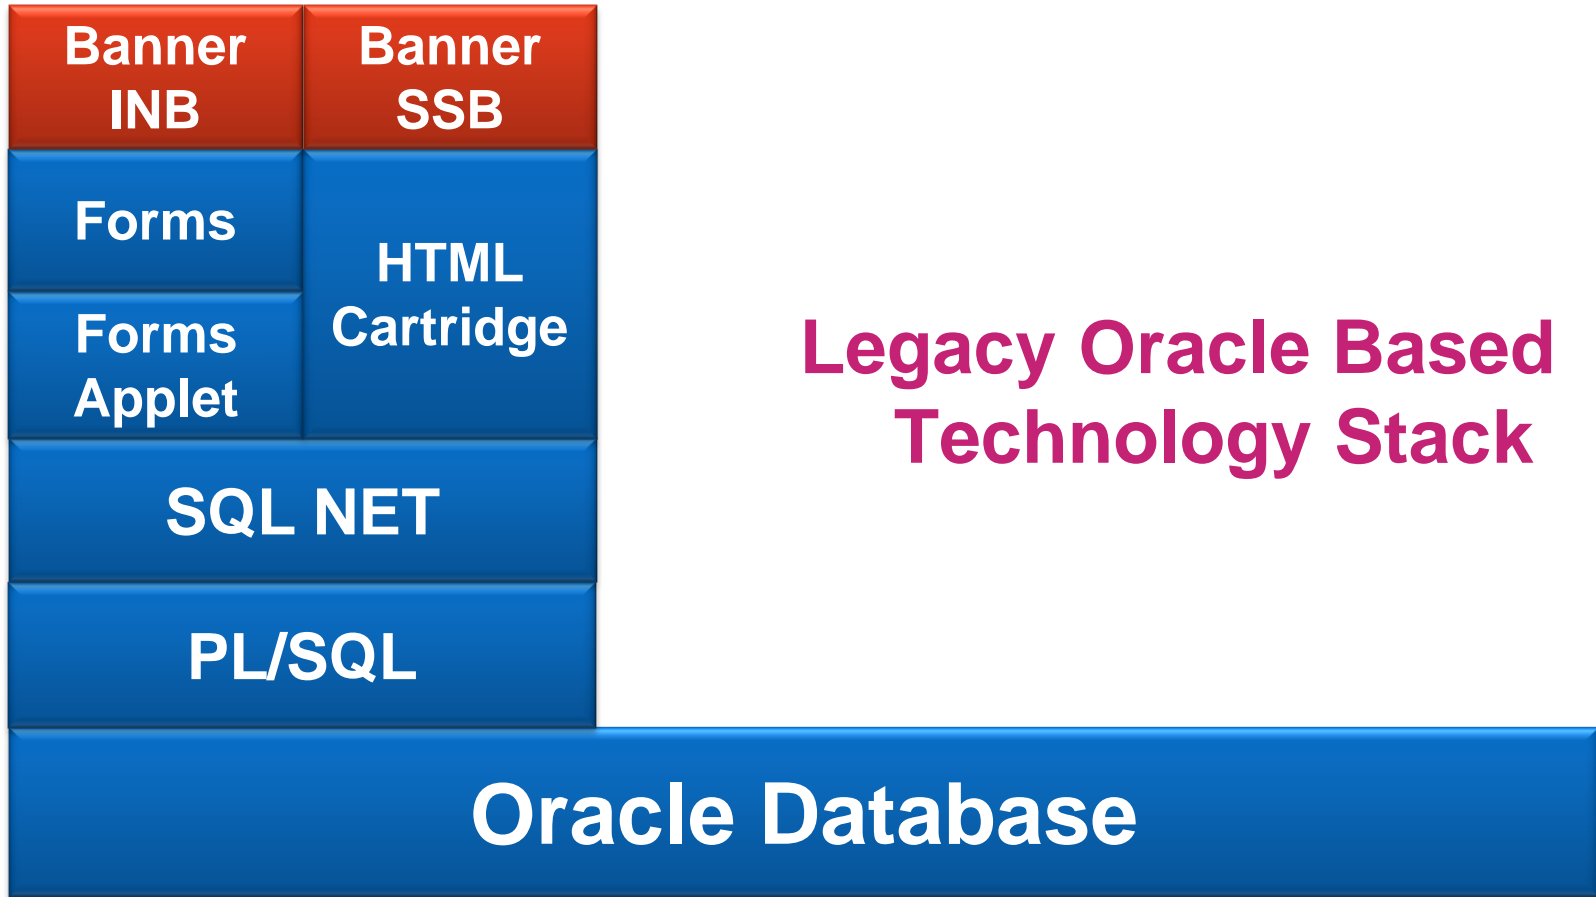 Banner
INB
Banner
SSB
Forms
HTML
Cartridge
Forms
Applet
Legacy Oracle Based
Technology Stack
SQL NET
PL/SQL
Oracle Database